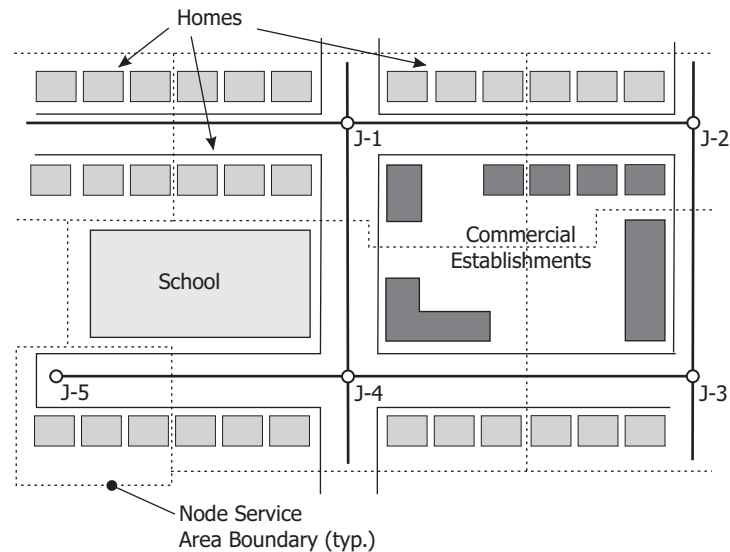 Homes
J-1
J-2
Commercial
Establishments
School
J-5
J-4
J-3
Node Service
Area Boundary (typ.)